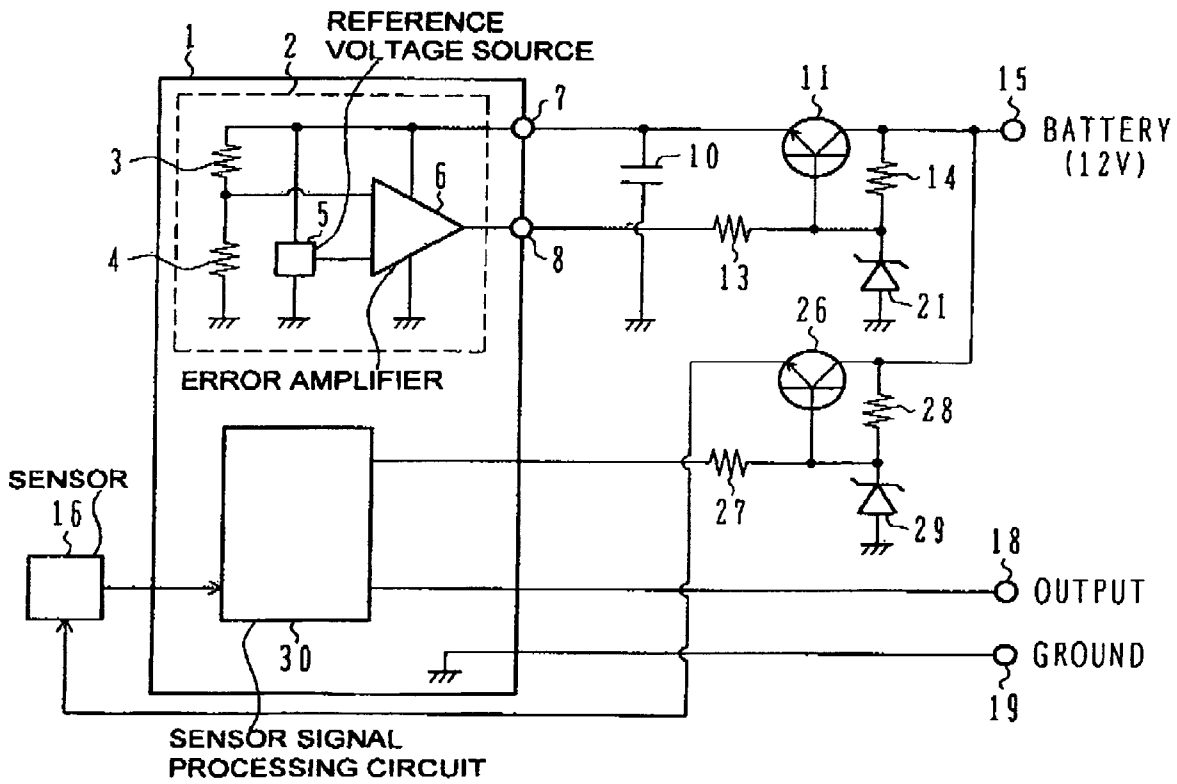 REFERENCE
VOLTAGE SOURCE
1
2
7
11
15
BATTERY
(12V)
3
10
14
6
5
4
8
13
21
26
ERROR AMPLIFIER
28
SENSOR
16
27
29
18
OUTPUT
30
GROUND
19
SENSOR SIGNAL
PROCESSING CIRCUIT